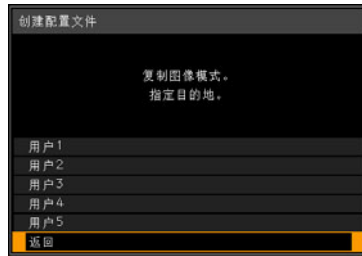 创建配置文件
复制图像模式。
指定目的地。
用户1
用户2
用户3
用户4
用户5
返回